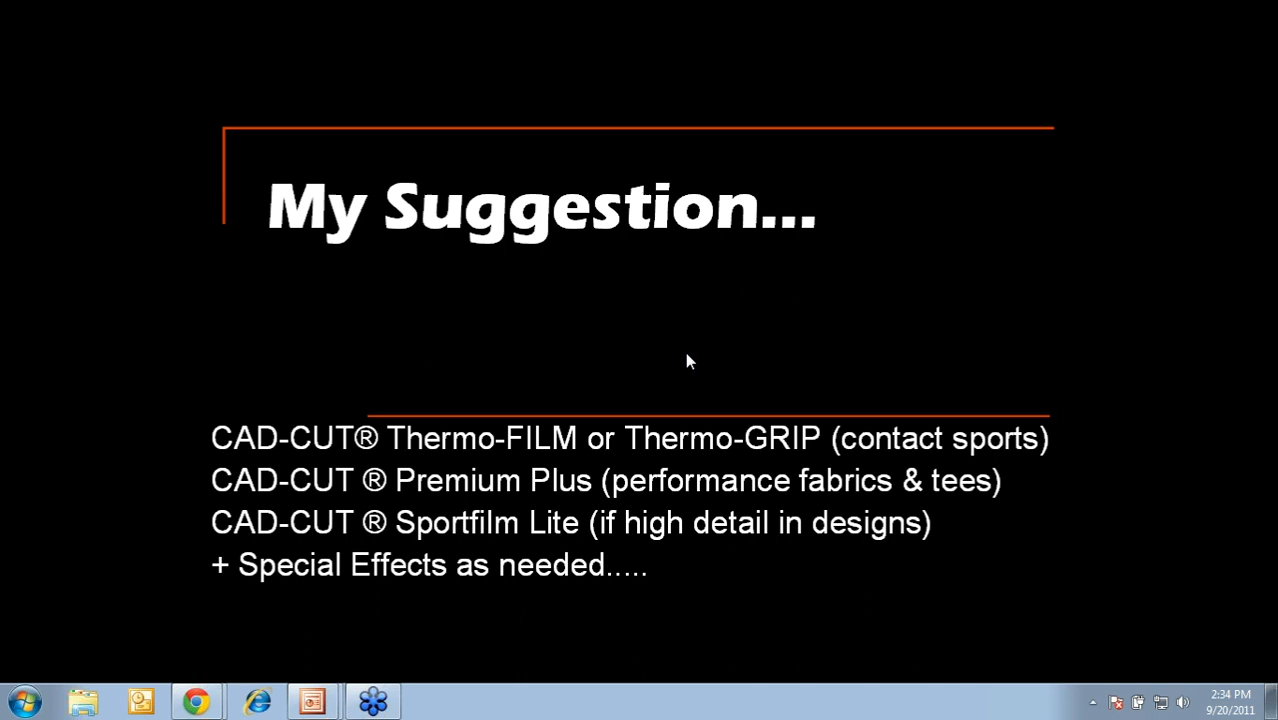 My Suggestion...
CAD-CUT® Thermo-FILM or Thermo-GRIP (contact sports)
CAD-CUT ® Premium Plus (performance fabrics & tees)
CAD-CUT ® Sportfilm Lite (if high detail in designs)
+ Special Effects as needed.....
2:34 PM
9/20/2011